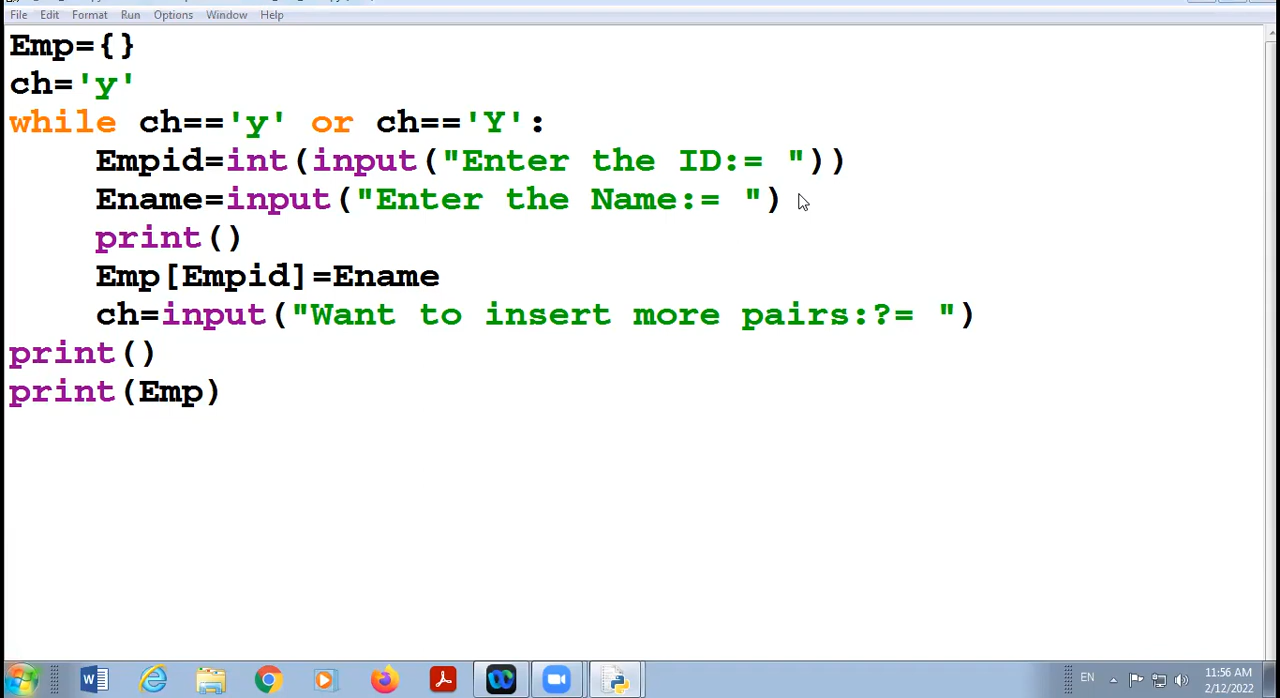 File Edit Format Run Options Window Help
Emp={}
ch='y'
while ch=='y' or ch=='Y':
Empid=int(input("Enter the ID:= "))
Ename=input("Enter the Name:= ")
print()
Emp[Empid]=Ename
ch=input("Want to insert more pairs:?= ")
print()
print(Emp)
EN
11:56 AM
2/12/2022